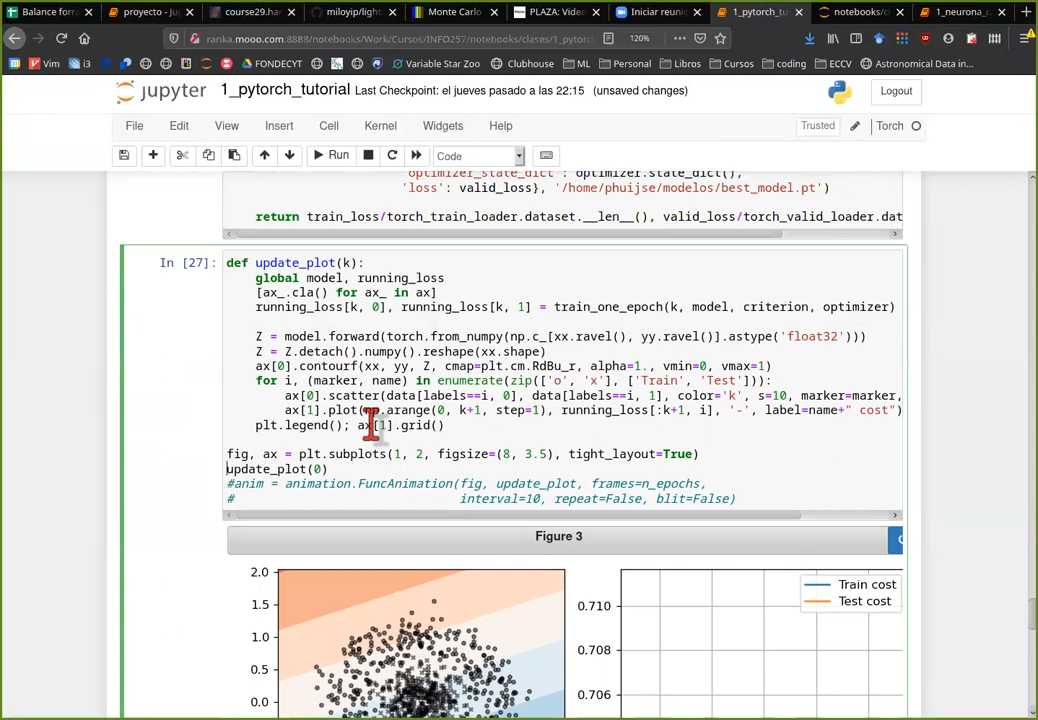 Balance form
proyecto - Ju
course29.ha
miloyip/light
Monte Carlo
PLAZA: Video
Iniciar reuni
1_pytorch_t
notebooks/c
1_neurona_
ranka.mooo.com:8888/notebooks/Work/Cursos/INFO257/notebooks/clases/1_pytorc
120%
Vim
i3
FONDECYT
Variable Star Zoo
Clubhouse
ML
Personal
Libros
Cursos
coding
ECCV
Astronomical Data in...
jupyter
1_pytorch_tutorial
Last Checkpoint: el jueves pasado a las 22:15
(unsaved changes)
Logout
File
Edit
View
Insert
Cell
Kernel
Widgets
Help
Trusted
Torch
Run
Code
'optimizer_state_dict': optimizer.state_dict(),
'loss': valid_loss}, '/home/phuijse/modelos/best_model.pt')
return train_loss/torch_train_loader.dataset.__len__(), valid_loss/torch_valid_loader.dat
In [27]:
def update_plot(k):
global model, running_loss
[ax_.cla() for ax_ in ax]
running_loss[k, 0], running_loss[k, 1] = train_one_epoch(k, model, criterion, optimizer)
Z = model.forward(torch.from_numpy(np.c_[xx.ravel(), yy.ravel()].astype('float32')))
Z = Z.detach().numpy().reshape(xx.shape)
ax[0].contourf(xx, yy, Z, cmap=plt.cm.RdBu_r, alpha=1., vmin=0, vmax=1)
for i, (marker, name) in enumerate(zip(['o', 'x'], ['Train', 'Test'])):
ax[0].scatter(data[labels==i, 0], data[labels==i, 1], color='k', s=10, marker=marker,
ax[1].plot(np.arange(0, k+1, step=1), running_loss[:k+1, i], '-', label=name+" cost")
plt.legend(); ax[1].grid()
fig, ax = plt.subplots(1, 2, figsize=(8, 3.5), tight_layout=True)
update_plot(0)
#anim = animation.FuncAnimation(fig, update_plot, frames=n_epochs,
# interval=10, repeat=False, blit=False)
Figure 3
2.0
1.5
1.0
0.5
0.0
0.710
0.708
0.706
Train cost
Test cost